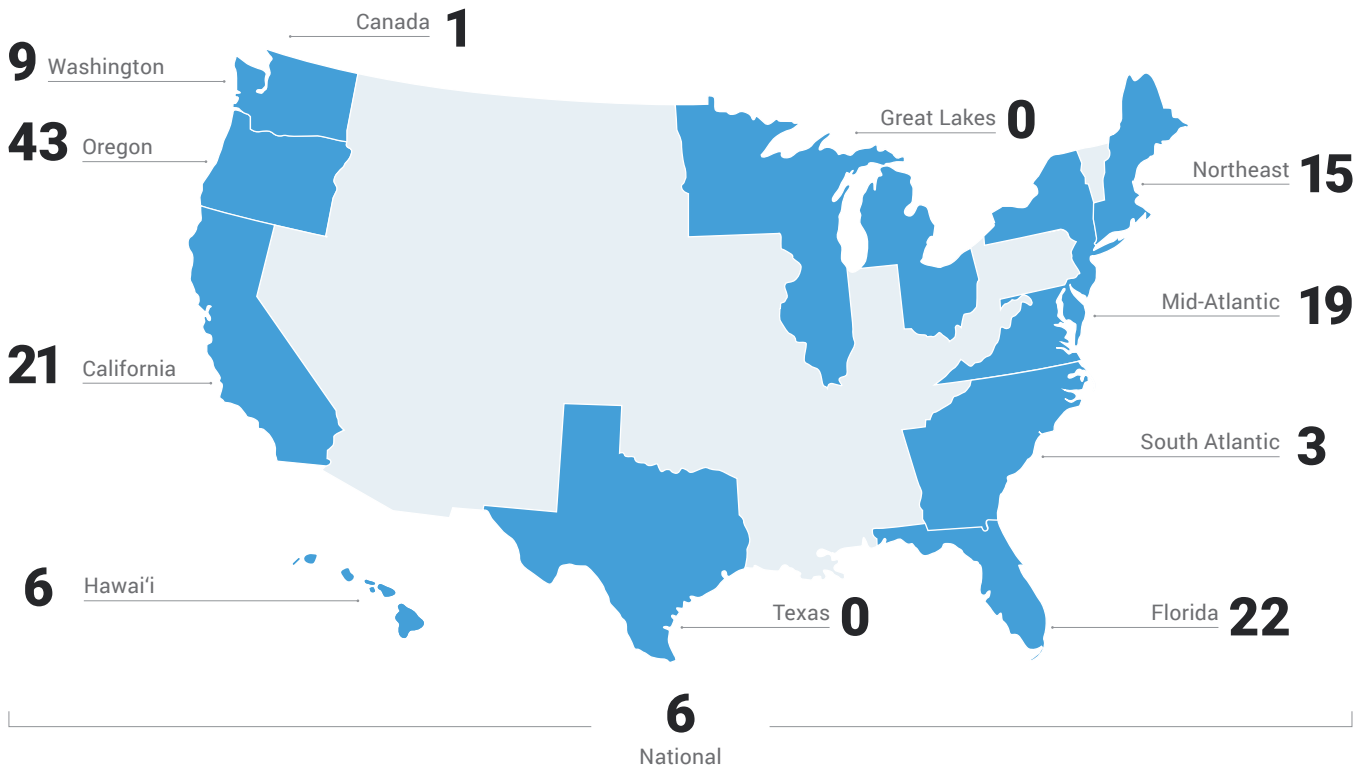 Canada 1
9 Washington
Great Lakes 0
43 Oregon
Northeast 15
Mid-Atlantic 19
21 California
South Atlantic 3
6 Hawaiʻi
Texas 0
Florida 22
6
National